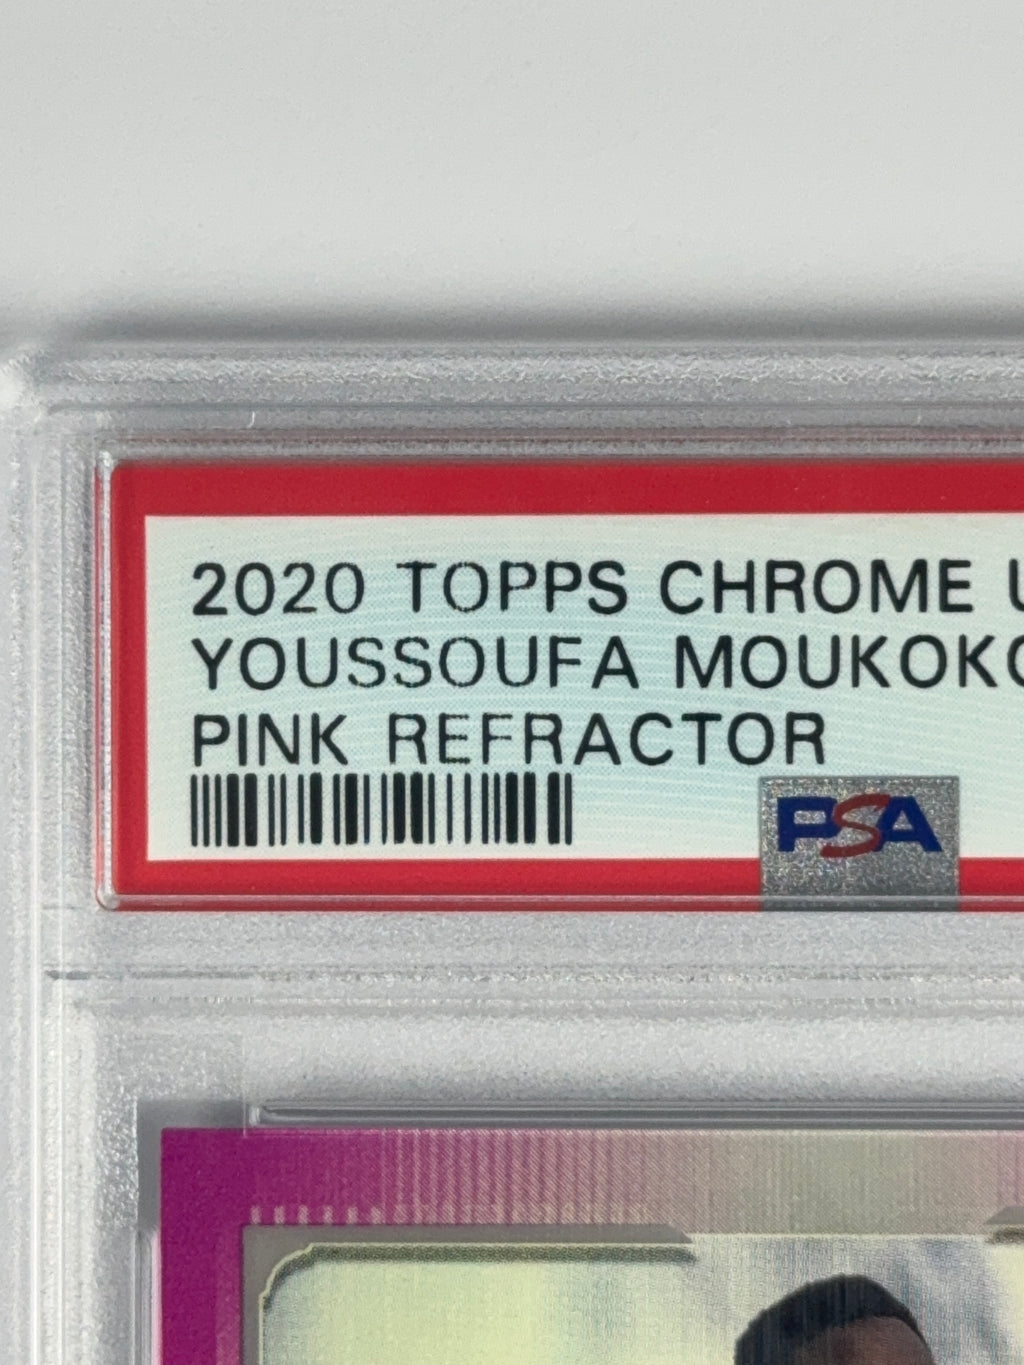 2020 TOPPS CHROME U
YOUSSOUFA MOUKOKO
PINK REFRACTOR
PSA